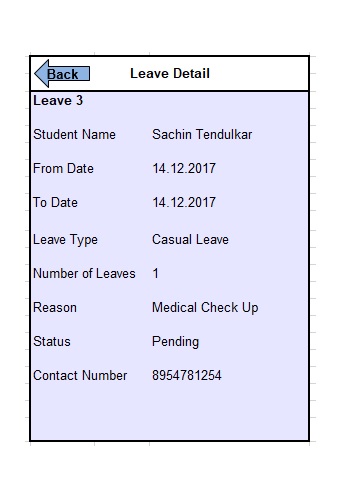 Back Leave Detail
Leave 3
Student Name Sachin Tendulkar
From Date 14.12.2017
To Date 14.12.2017
Leave Type Casual Leave
Number of Leaves 1
Reason Medical Check Up
Status Pending
Contact Number 8954781254